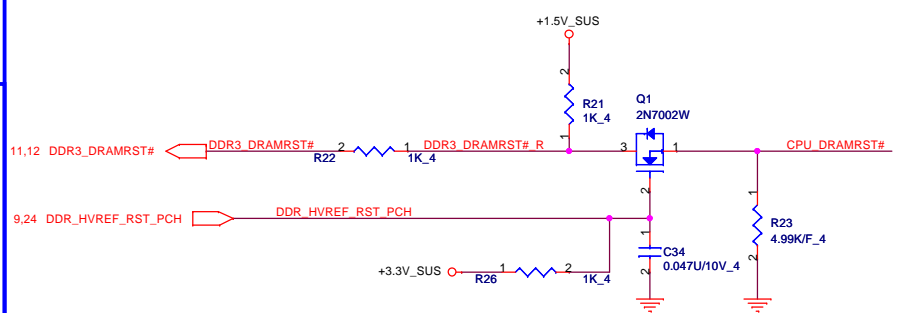 +1.5V_SUS
2
R21
1K_4
1
Q1
2N7002W
11,12 DDR3_DRAMRST#
DDR3_DRAMRST#
2
R22
1
1K_4
DDR3_DRAMRST#_R
3
1
CPU_DRAMRST#
2
9,24 DDR_HVREF_RST_PCH
DDR_HVREF_RST_PCH
1
R23
4.99K/F_4
2
1
C34
0.047U/10V_4
2
+3.3V_SUS
R26
2
1K_4